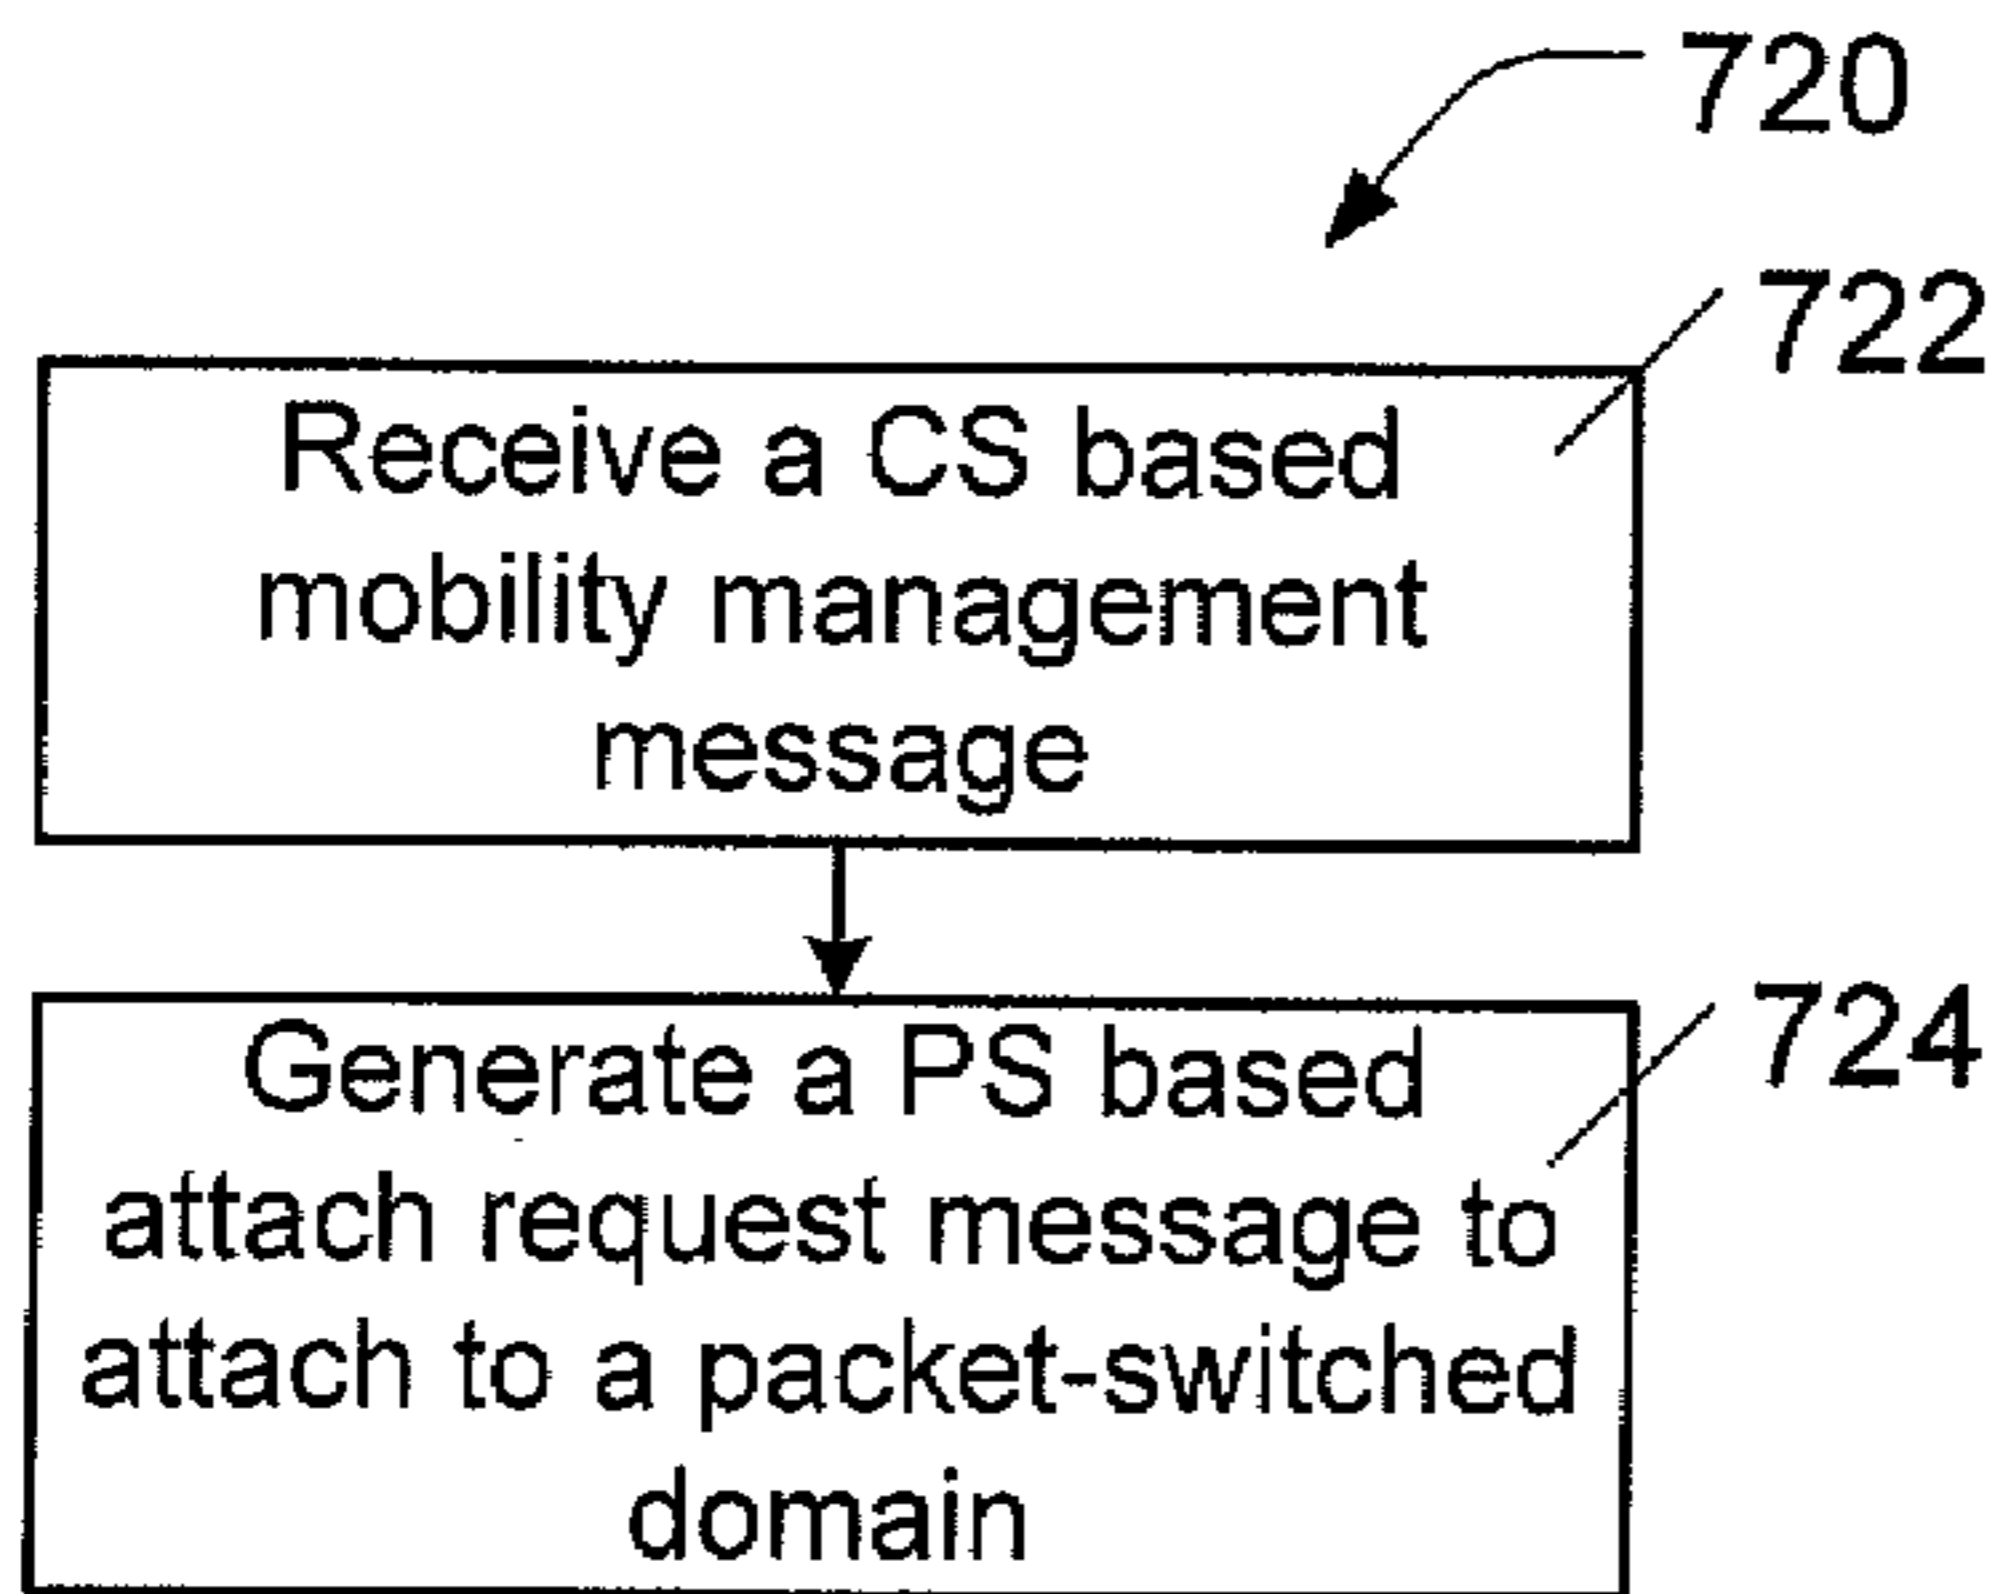 720
722
Receive a CS based
mobility management
message
724
Generate a PS based
attach request message to
attach to a packet-switched
domain